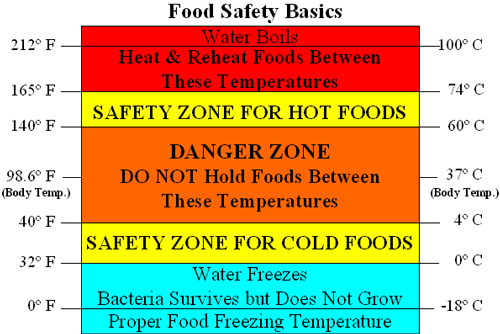 Food Safety Basics
Water Boils
212° F
100° C
Heat & Reheat Foods Between
These Temperatures
165° F
74° C
SAFETY ZONE FOR HOT FOODS
140° F
60° C
DANGER ZONE
98.6° F
37° C
DO NOT Hold Foods Between
(Body Temp.)
(Body Temp.)
These Temperatures
40° F
4° C
SAFETY ZONE FOR COLD FOODS
32° F
0° C
Water Freezes
Bacteria Survives but Does Not Grow
0° F
-18° C
Proper Food Freezing Temperature